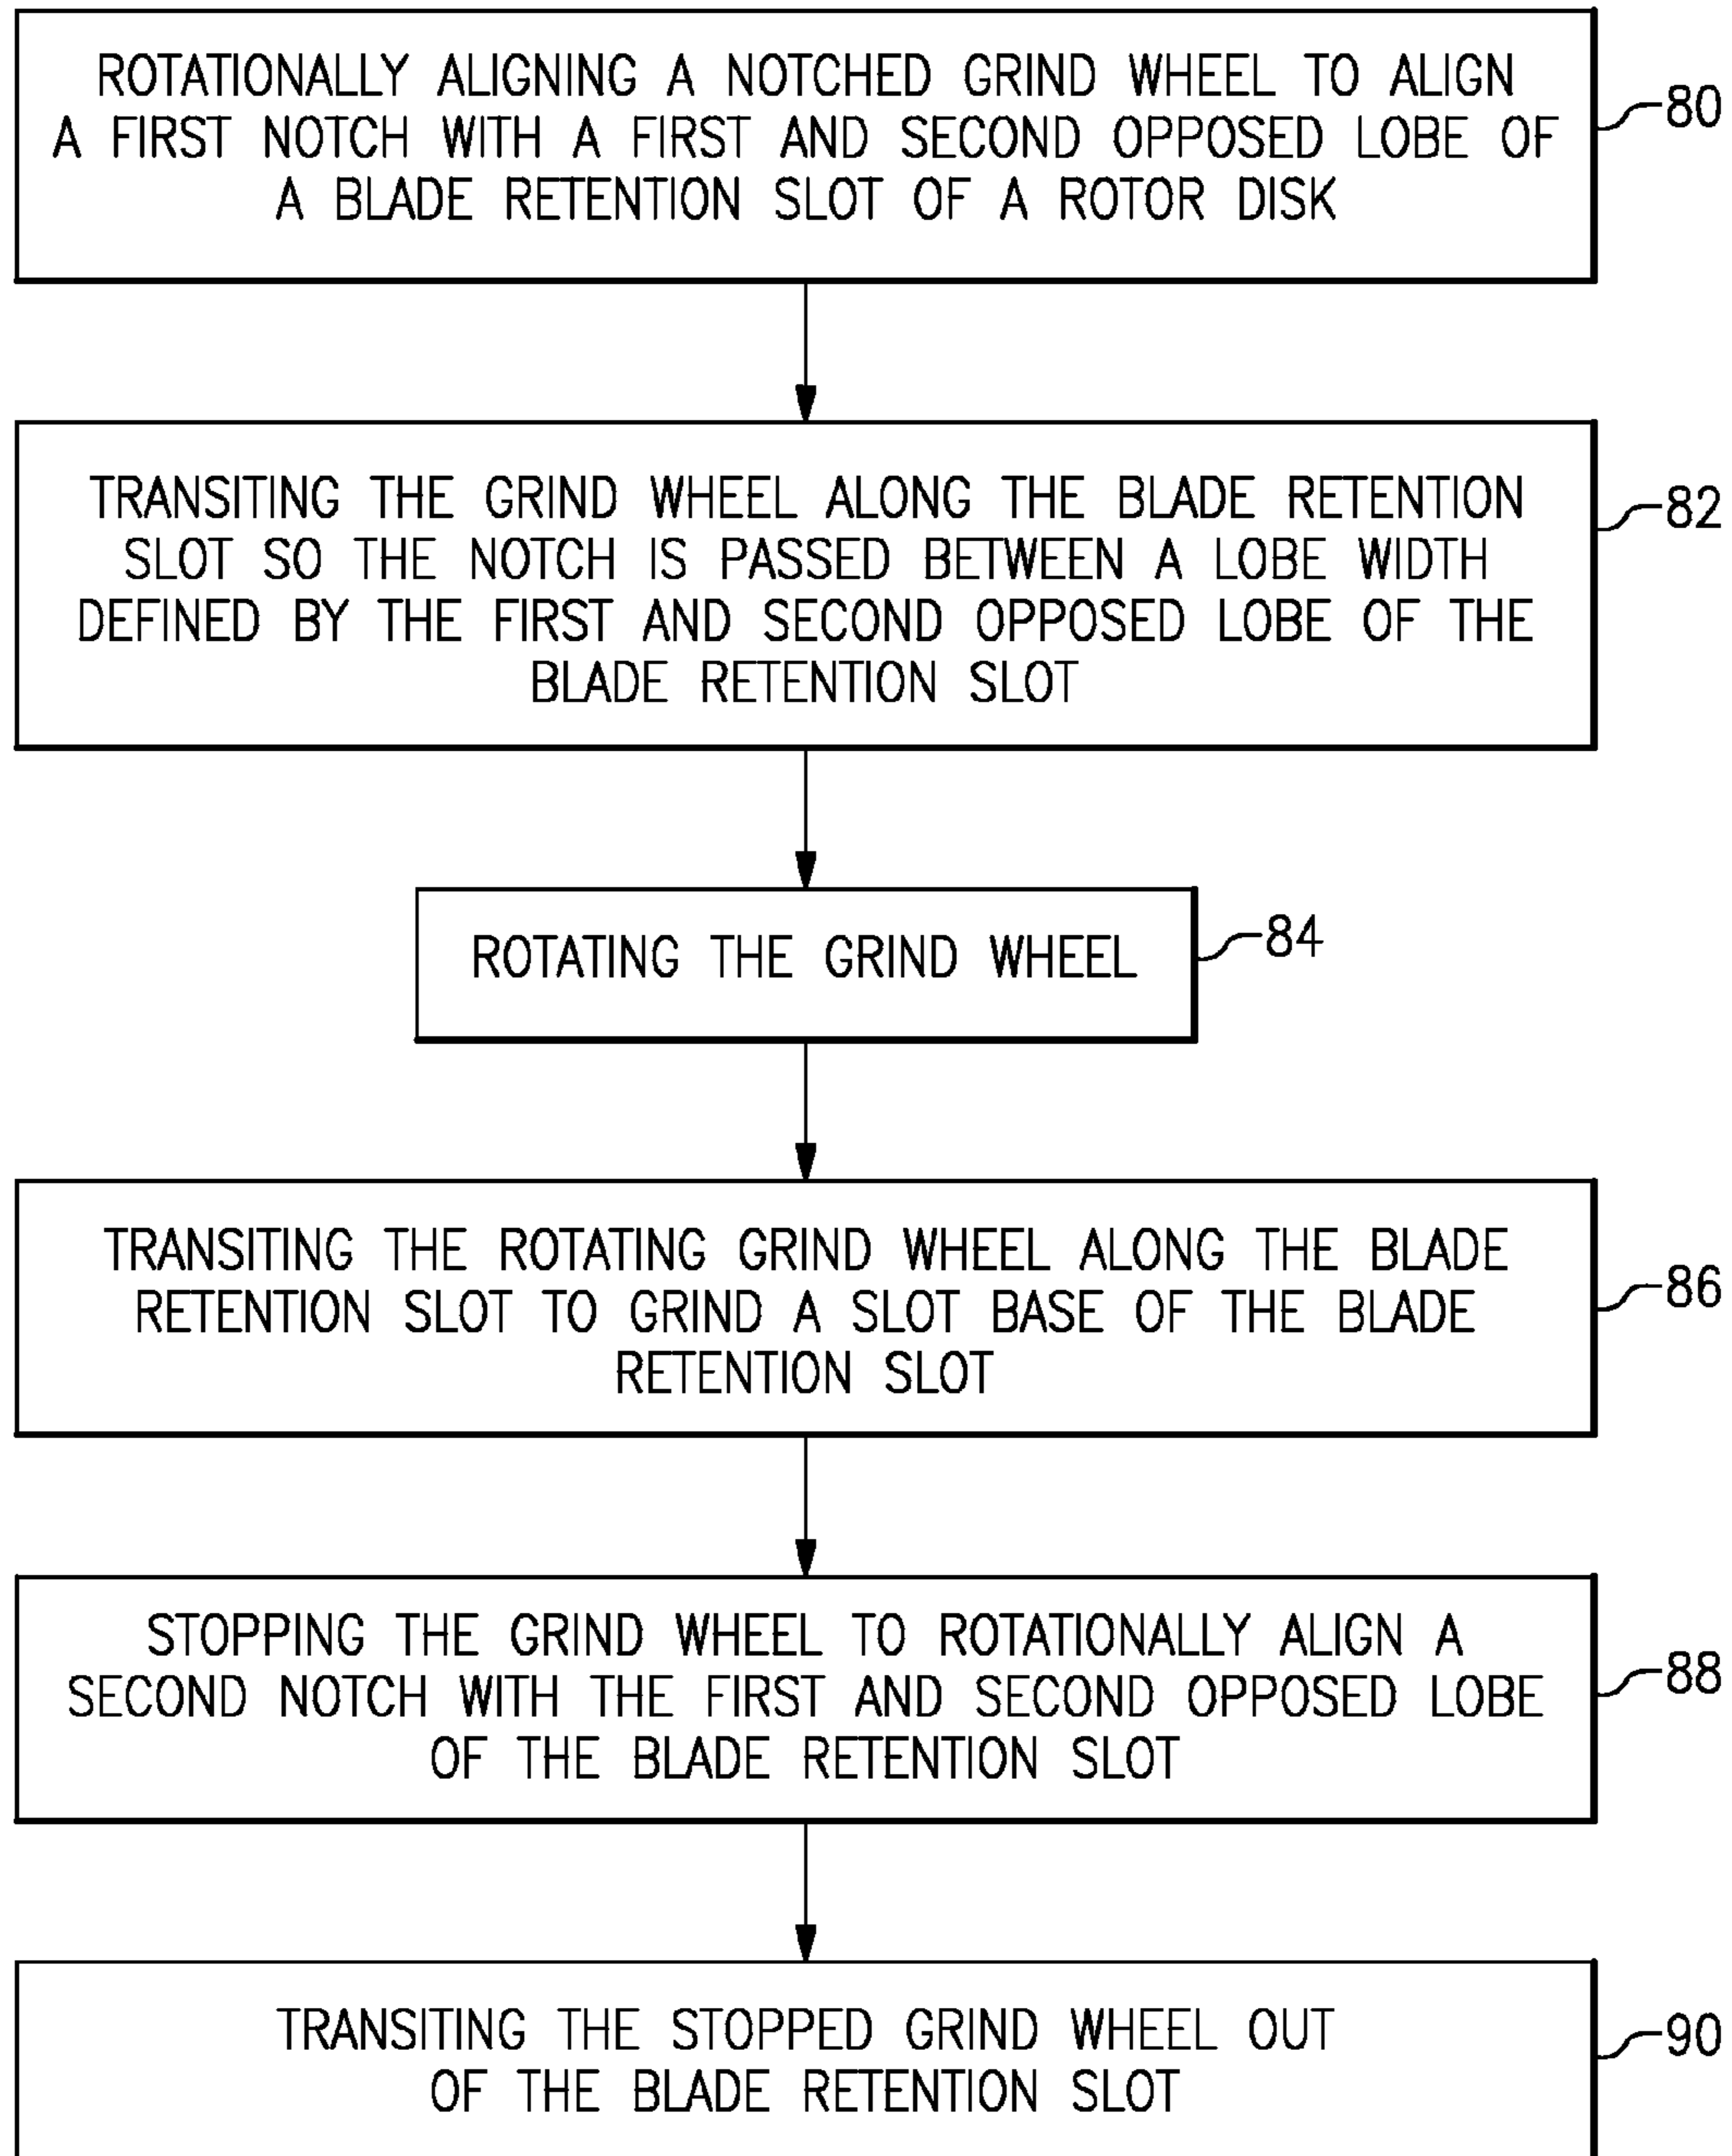 ROTATIONALLY ALIGNING A NOTCHED GRIND WHEEL TO ALIGN
A FIRST NOTCH WITH A FIRST AND SECOND OPPOSED LOBE OF
A BLADE RETENTION SLOT OF A ROTOR DISK
80
TRANSITING THE GRIND WHEEL ALONG THE BLADE RETENTION
SLOT SO THE NOTCH IS PASSED BETWEEN A LOBE WIDTH
DEFINED BY THE FIRST AND SECOND OPPOSED LOBE OF THE
BLADE RETENTION SLOT
82
ROTATING THE GRIND WHEEL
84
TRANSITING THE ROTATING GRIND WHEEL ALONG THE BLADE
RETENTION SLOT TO GRIND A SLOT BASE OF THE BLADE
RETENTION SLOT
86
STOPPING THE GRIND WHEEL TO ROTATIONALLY ALIGN A
SECOND NOTCH WITH THE FIRST AND SECOND OPPOSED LOBE
OF THE BLADE RETENTION SLOT
88
TRANSITING THE STOPPED GRIND WHEEL OUT
OF THE BLADE RETENTION SLOT
90